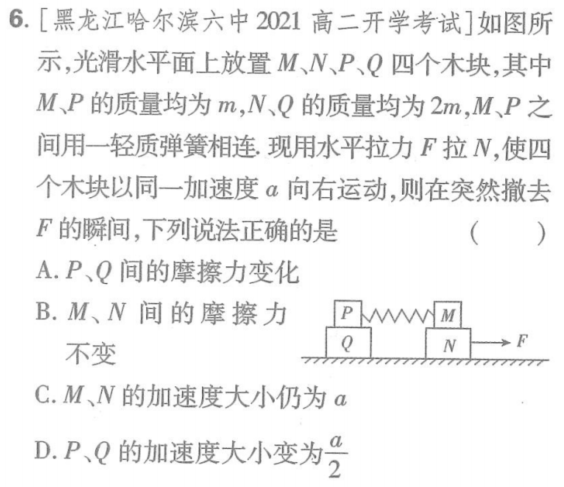 6. [黑龙江哈尔滨六中 2021 高二开学考试]如图所
示,光滑水平面上放置 M、N、P、Q 四个木块,其中
M、P 的质量均为 m,N、Q 的质量均为 2m,M、P 之
间用一轻质弹簧相连. 现用水平拉力 F 拉 N,使四
个木块以同一加速度 a 向右运动,则在突然撤去
F 的瞬间,下列说法正确的是 ( )
A. P、Q 间的摩擦力变化
B. M、N 间的摩擦力
不变
P M
Q N F
C. M、N 的加速度大小仍为 a
D. P、Q 的加速度大小变为 a/2